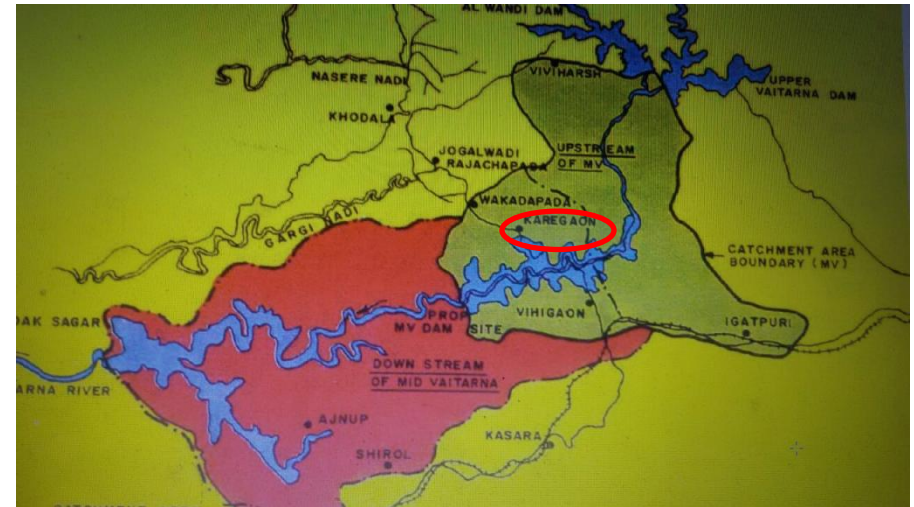 AL WANDI DAM
NASERE NADI
VIVIHARSH
UPPER
VAITARNA DAM
KHODALA
JOGALWADI
RAJACHAPADA
UPSTREAM
OF MV
WAKADAPADA
KAREGAON
GARGI NADI
CATCHMENT AREA
BOUNDARY (MV)
VIHIGAON
DAK SAGAR
PROP
MV DAM SITE
IGATPURI
DOWN STREAM
OF MID VAITARNA
ARNA RIVER
AJNUP
KASARA
SHIROL